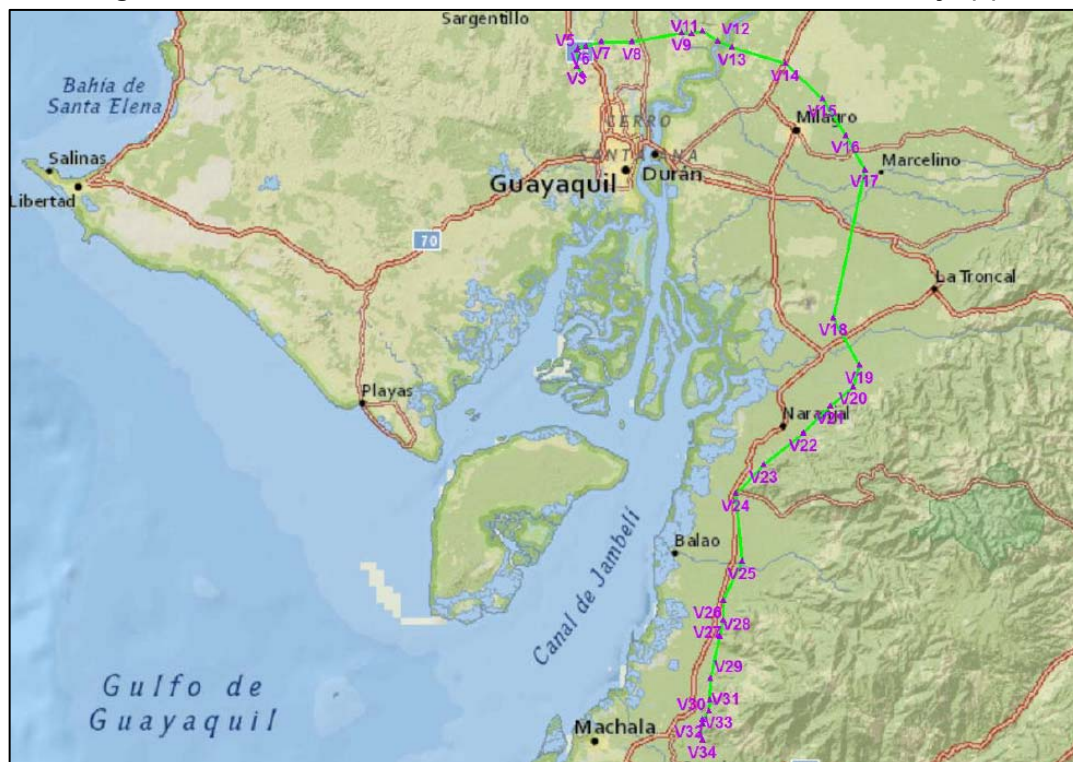 Sargentillo
V11
V12
V5
V7
V8
V9
V13
V6
V3
V14
Bahía de
Santa Elena
V15
Milagro
CERRO
V16
Salinas
SANTA ANA
Marcelino
Guayaquil
Durán
V17
Libertad
70
La Troncal
V18
V19
Playas
V20
Naranjal
V21
V22
V23
V24
Balao
Canal de Jambelí
V25
V26
V28
V27
Gulfo de
Guayaquil
V29
V31
V30
V33
Machala
V32
V34